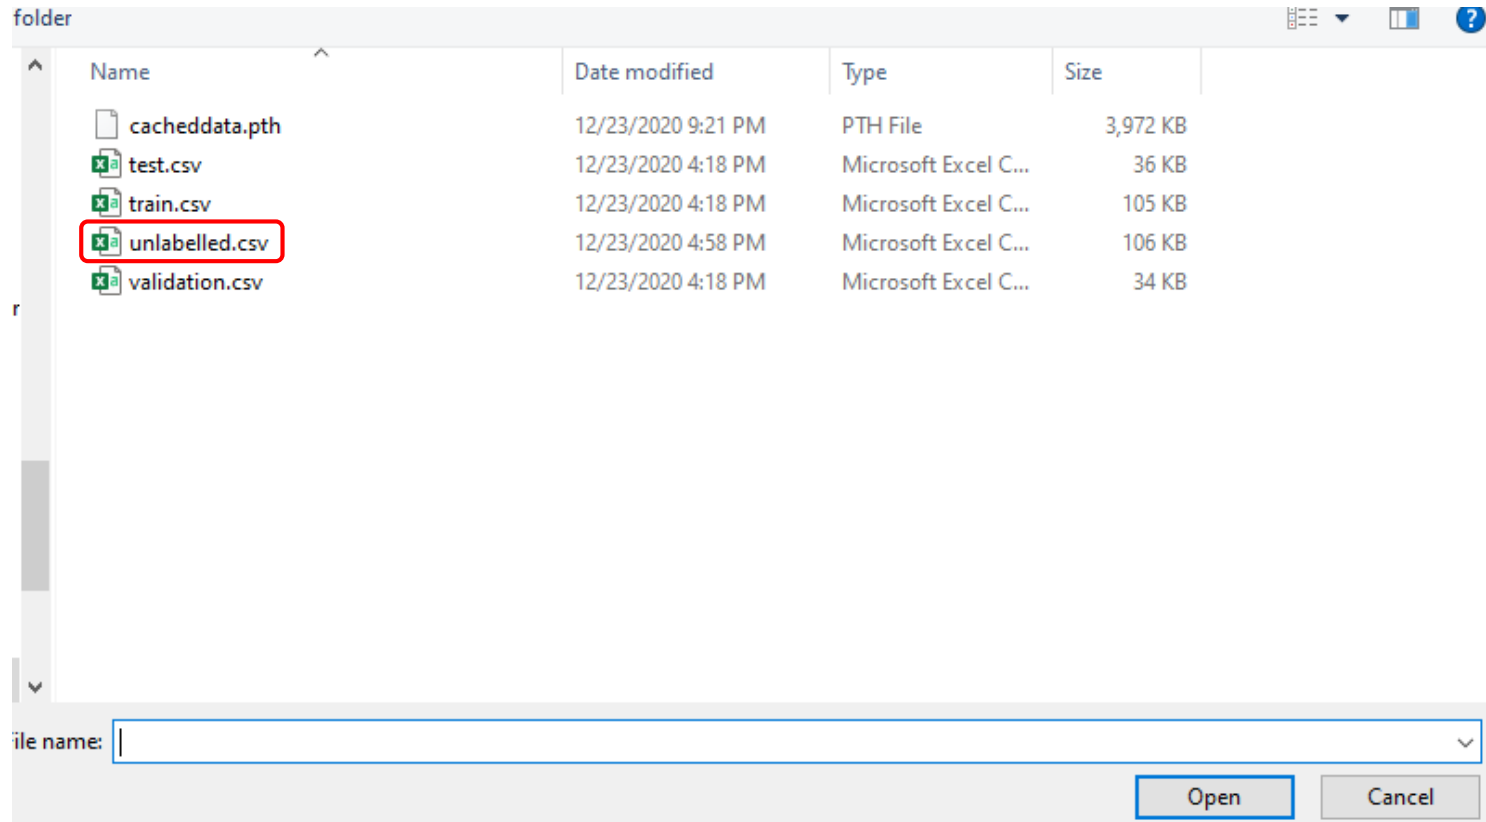 folder
Name Date modified Type Size
cacheddata.pth 12/23/2020 9:21 PM PTH File 3,972 KB
test.csv 12/23/2020 4:18 PM Microsoft Excel C... 36 KB
train.csv 12/23/2020 4:18 PM Microsoft Excel C... 105 KB
unlabelled.csv 12/23/2020 4:58 PM Microsoft Excel C... 106 KB
validation.csv 12/23/2020 4:18 PM Microsoft Excel C... 34 KB
r
ile name:
Open Cancel